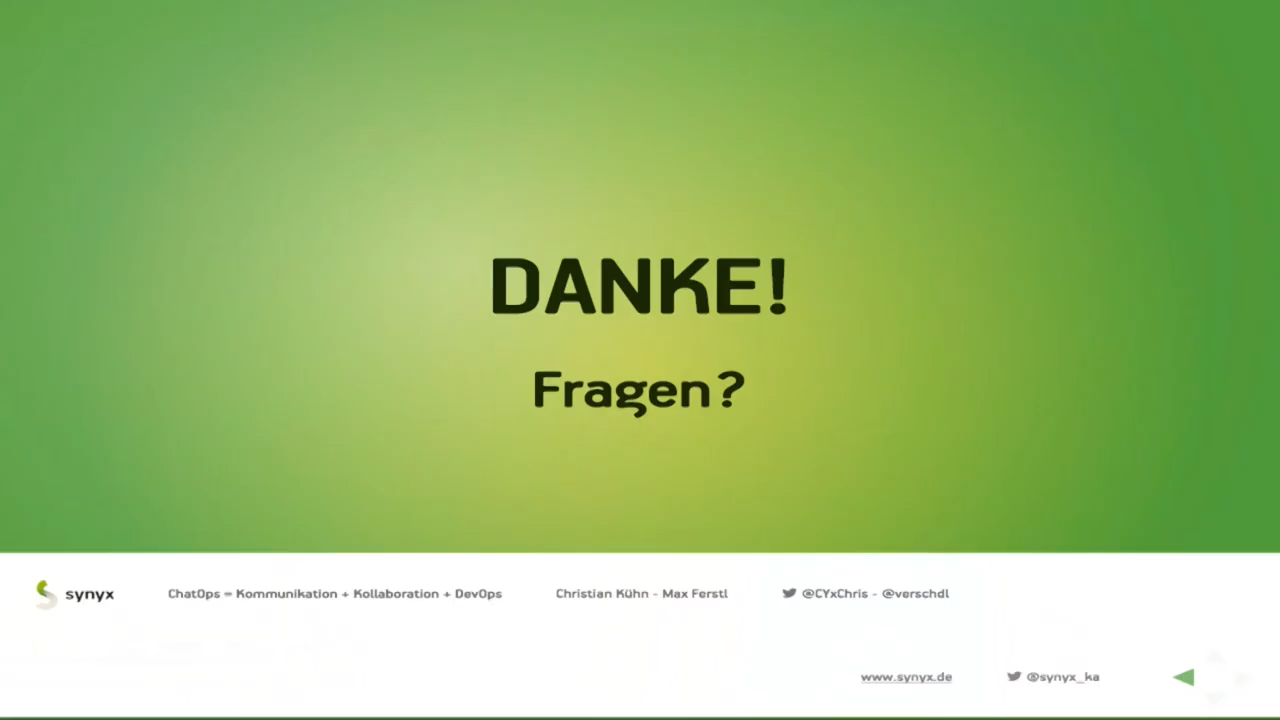 DANKE!
Fragen?
synyx ChatOps = Kommunikation + Kollaboration + DevOps Christian Kühn - Max Ferstl @CYxChris - @verschdl
www.synyx.de @synyx_ka